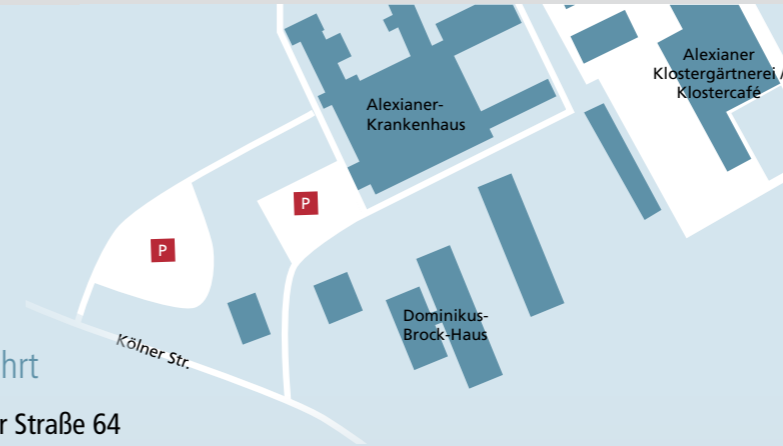 Alexianer
Klostergärtnerei /
Klostercafé
Alexianer-
Krankenhaus
P
P
Dominikus-
Brock-Haus
Kölner Str.
hrt
r Straße 64